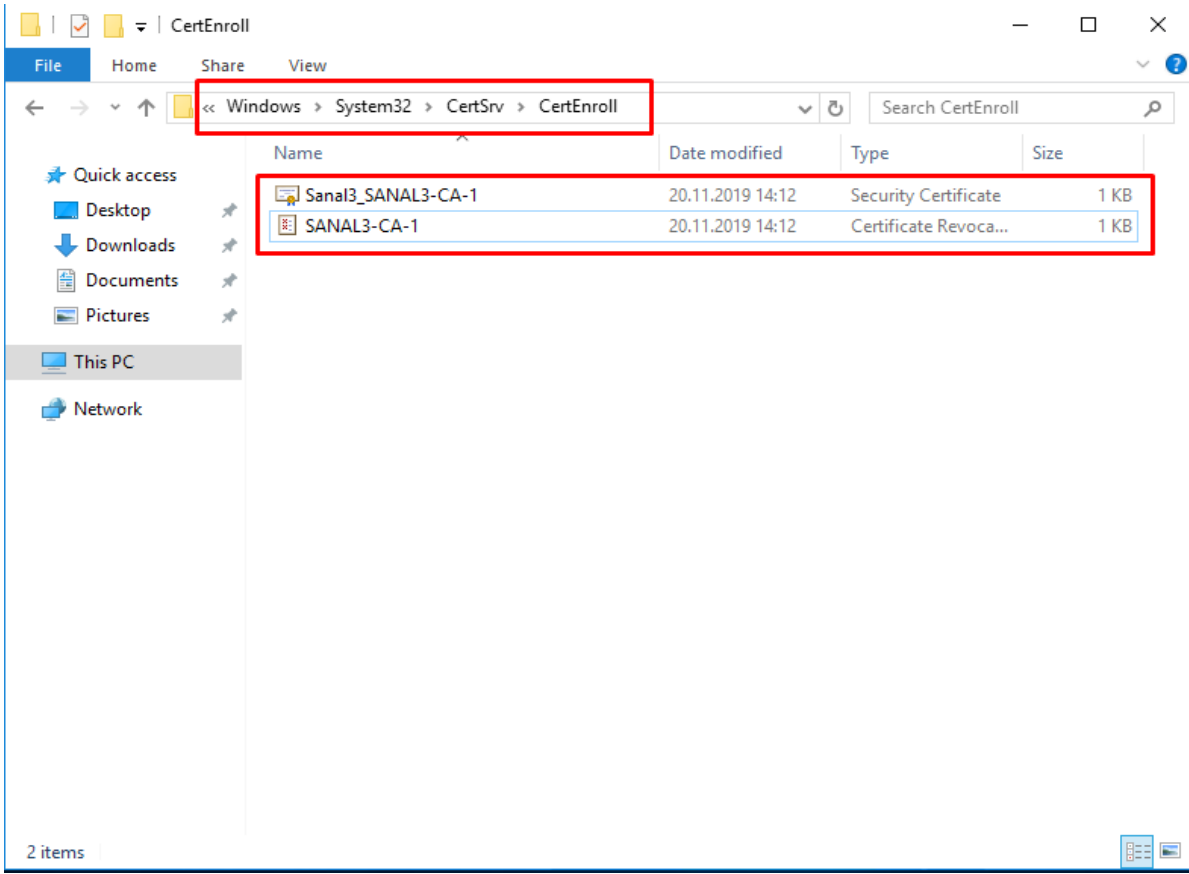 CertEnroll
File Home Share View
« Windows › System32 › CertSrv › CertEnroll
Search CertEnroll
Name Date modified Type Size
Quick access
Desktop
Downloads
Documents
Pictures
This PC
Network
Sanal3_SANAL3-CA-1 20.11.2019 14:12 Security Certificate 1 KB
SANAL3-CA-1 20.11.2019 14:12 Certificate Revoca... 1 KB
2 items